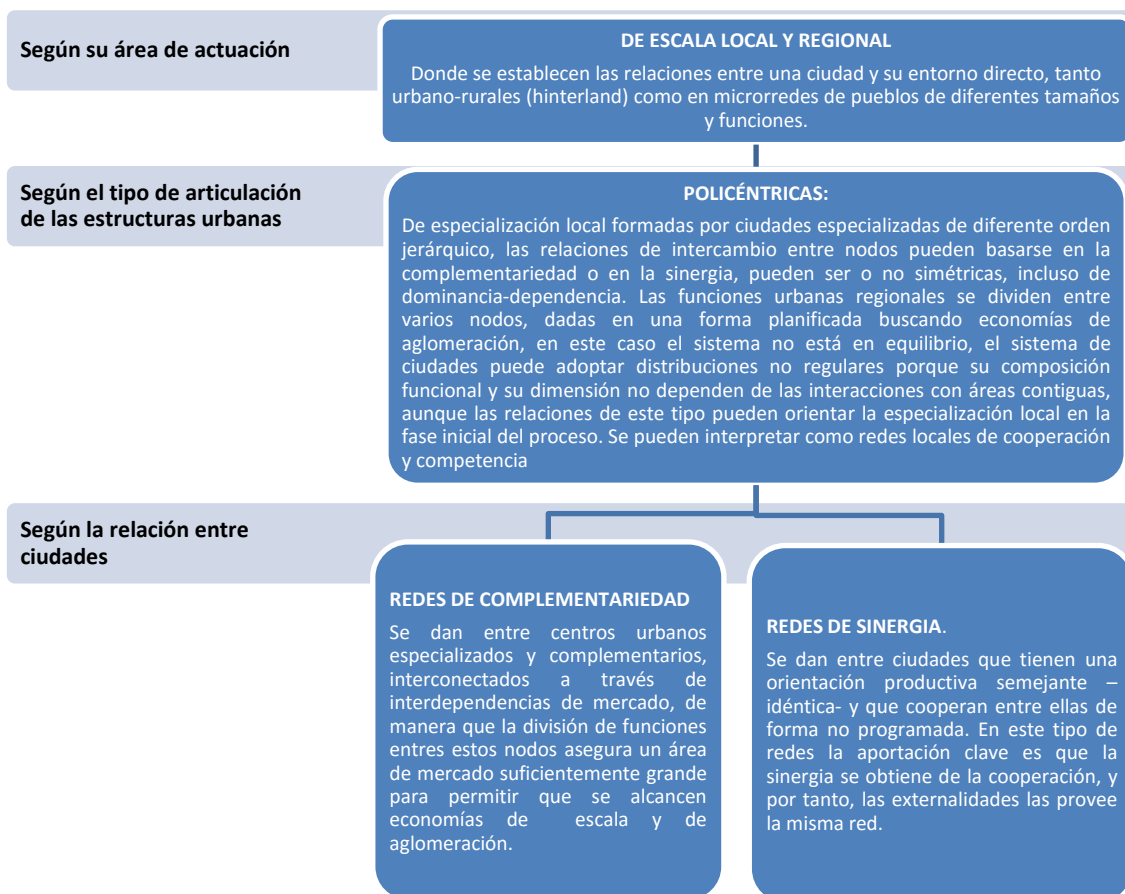 Según su área de actuación
DE ESCALA LOCAL Y REGIONAL
Donde se establecen las relaciones entre una ciudad y su entorno directo, tanto
urbano-rurales (hinterland) como en microrredes de pueblos de diferentes tamaños
y funciones.
Según el tipo de articulación
de las estructuras urbanas
POLICÉNTRICAS:
De especialización local formadas por ciudades especializadas de diferente orden
jerárquico, las relaciones de intercambio entre nodos pueden basarse en la
complementariedad o en la sinergia, pueden ser o no simétricas, incluso de
dominancia-dependencia. Las funciones urbanas regionales se dividen entre
varios nodos, dadas en una forma planificada buscando economías de
aglomeración, en este caso el sistema no está en equilibrio, el sistema de
ciudades puede adoptar distribuciones no regulares porque su composición
funcional y su dimensión no dependen de las interacciones con áreas contiguas,
aunque las relaciones de este tipo pueden orientar la especialización local en la
fase inicial del proceso. Se pueden interpretar como redes locales de cooperación
y competencia
Según la relación entre
ciudades
REDES DE COMPLEMENTARIEDAD
Se dan entre centros urbanos
especializados y complementarios,
interconectados a través de
interdependencias de mercado, de
manera que la división de funciones
entres estos nodos asegura un área
de mercado suficientemente grande
para permitir que se alcancen
economías de escala y de
aglomeración.
REDES DE SINERGIA.
Se dan entre ciudades que tienen una
orientación productiva semejante –
idéntica- y que cooperan entre ellas de
forma no programada. En este tipo de
redes la aportación clave es que la
sinergia se obtiene de la cooperación, y
por tanto, las externalidades las provee
la misma red.